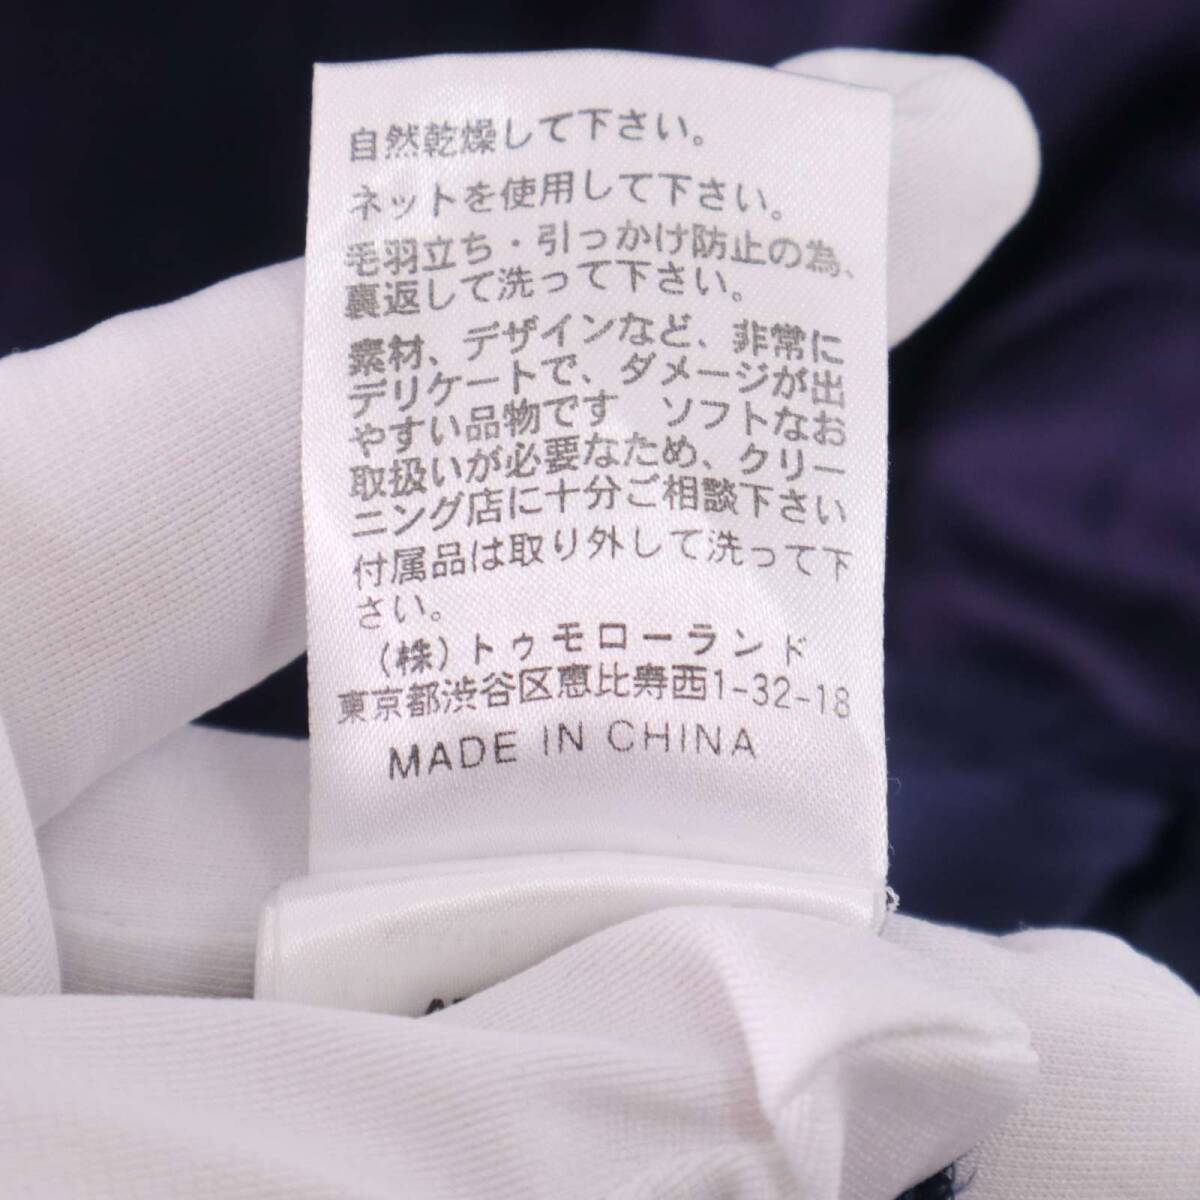 自然乾燥して下さい。
ネットを使用して下さい。
毛羽立ち・引っかけ防止の為、
裏返して洗って下さい。
素材、デザインなど、非常に
デリケートで、ダメージが出
やすい品物です　ソフトなお
取扱いが必要なため、クリー
ニング店に十分ご相談下さい
付属品は取り外して洗って下
さい。
(株)トゥモローランド
東京都渋谷区恵比寿西1-32-18
MADE IN CHINA